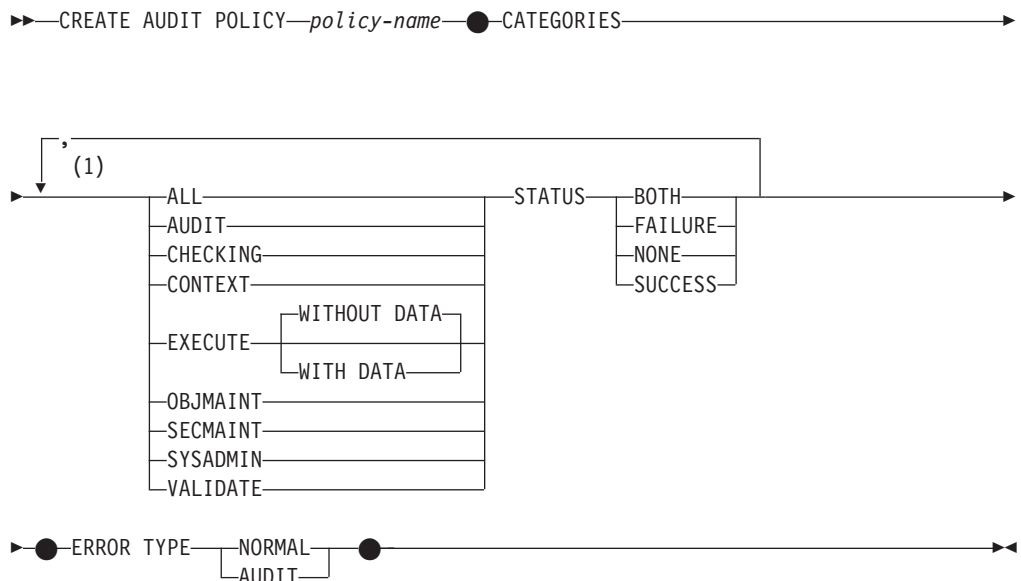 CREATE AUDIT POLICY policy-name CATEGORIES
,
(1)
ALL STATUS BOTH
AUDIT FAILURE
CHECKING NONE
CONTEXT SUCCESS
WITHOUT DATA
EXECUTE
WITH DATA
OBJMAINT
SECMAINT
SYSADMIN
VALIDATE
ERROR TYPE NORMAL
AUDIT